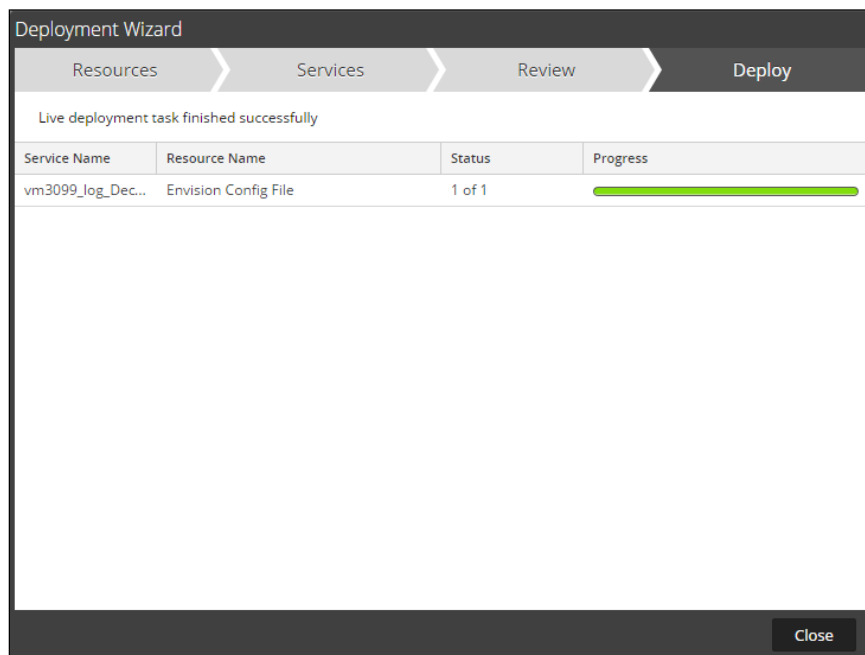 Deployment Wizard
Resources Services Review Deploy
Live deployment task finished successfully
Service Name Resource Name Status Progress
vm3099_log_Dec... Envision Config File 1 of 1
Close